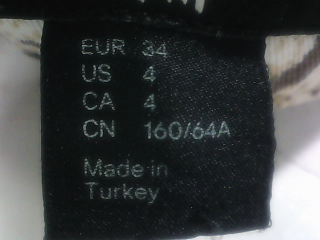 EUR 34
US 4
CA 4
CN 160/64A
Made in
Turkey